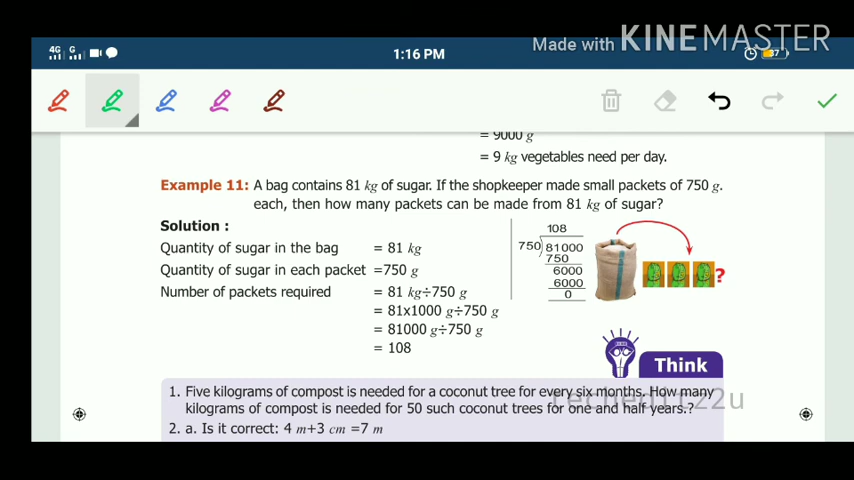 Made with KINEMASTER
4G G 1:16 PM 37
= 9000 g
= 9 kg vegetables need per day.
Example 11: A bag contains 81 kg of sugar. If the shopkeeper made small packets of 750 g.
each, then how many packets can be made from 81 kg of sugar?
Solution :
Quantity of sugar in the bag = 81 kg
Quantity of sugar in each packet =750 g
Number of packets required = 81 kg÷750 g
= 81x1000 g÷750 g
= 81000 g÷750 g
= 108
108
750 81000
750
6000
6000
0
?
Think
1. Five kilograms of compost is needed for a coconut tree for every six months. How many
kilograms of compost is needed for 50 such coconut trees for one and half years.?
2. a. Is it correct: 4 m+3 cm =7 m